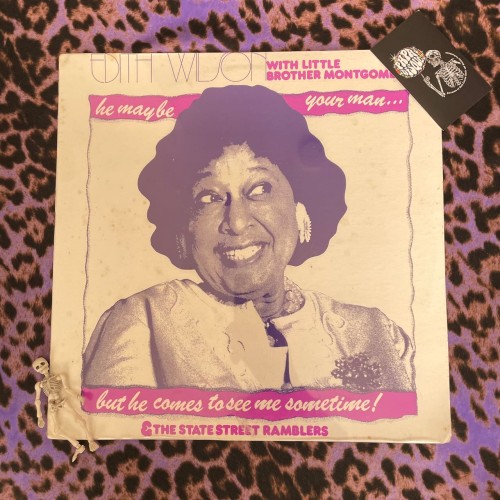 EDITH WILSON
WITH LITTLE
BROTHER MONTGOME
he may be your man...
but he comes to see me sometime!
& THE STATE STREET RAMBLERS